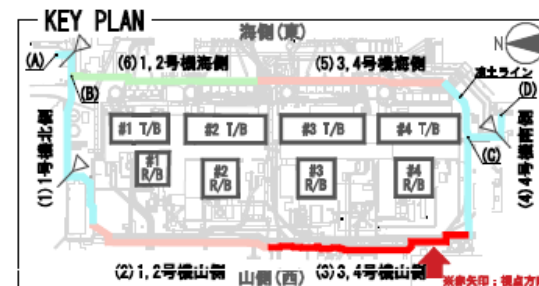 KEY PLAN
海側(東)
N
(A)
(6)1,2号機海側
(5)3,4号機海側
凍土ライン
(B)
(D)
#1 T/B
#2 T/B
#3 T/B
#4 T/B
(1)1号機北側
(C)
(4)4号機南側
#1
R/B
#2
R/B
#3
R/B
#4
R/B
(2)1,2号機山側
山側(西)
(3)3,4号機山側
※赤矢印:視点方向